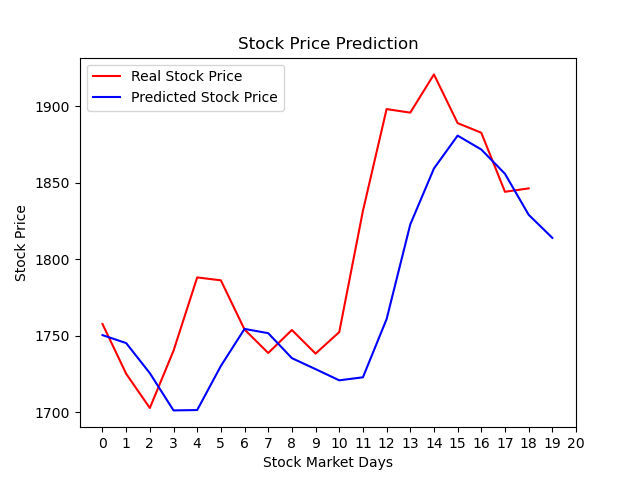 Stock Price Prediction
Real Stock Price
Predicted Stock Price
1900
1850
1800
1750
1700
Stock Price
0 1 2 3 4 5 6 7 8 9 10 11 12 13 14 15 16 17 18 19 20
Stock Market Days